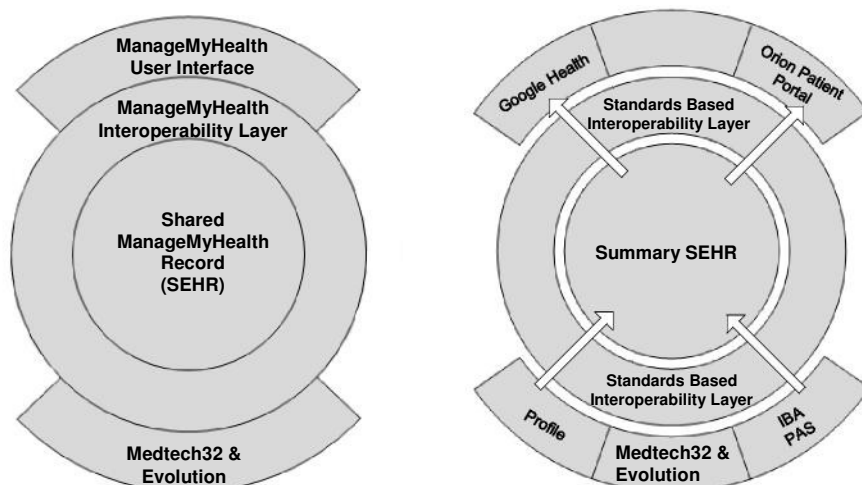 ManageMyHealth
User Interface
ManageMyHealth
Interoperability Layer
Shared
ManageMyHealth
Record
(SEHR)
Medtech32 &
Evolution
Google Health
Orion Patient
Portal
Standards Based
Interoperability Layer
Summary SEHR
Standards Based
Interoperability Layer
Profile
Medtech32 &
Evolution
IBA
PAS